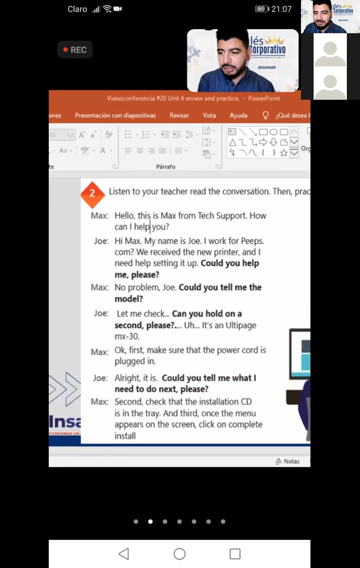 Claro
69
21:07
REC
Videoconferencia #20 Unit 4 review and practice. - PowerPoint
ones Presentación con diapositivas Revisar Vista Ayuda ¿Qué desea
Párrafo
2 Listen to your teacher read the conversation. Then, prac
Max: Hello, this is Max from Tech Support. How
can I help you?
Joe: Hi Max. My name is Joe. I work for Peeps.
com? We received the new printer, and I
need help setting it up. Could you help
me, please?
Max: No problem, Joe. Could you tell me the
model?
Joe: Let me check... Can you hold on a
second, please?... Uh... It's an Ultipage
mx-30.
Max: Ok, first, make sure that the power cord is
plugged in.
Joe: Alright, it is. Could you tell me what I
need to do next, please?
Max: Second, check that the installation CD
is in the tray. And third, once the menu
appears on the screen, click on complete
install
Insa
Notas